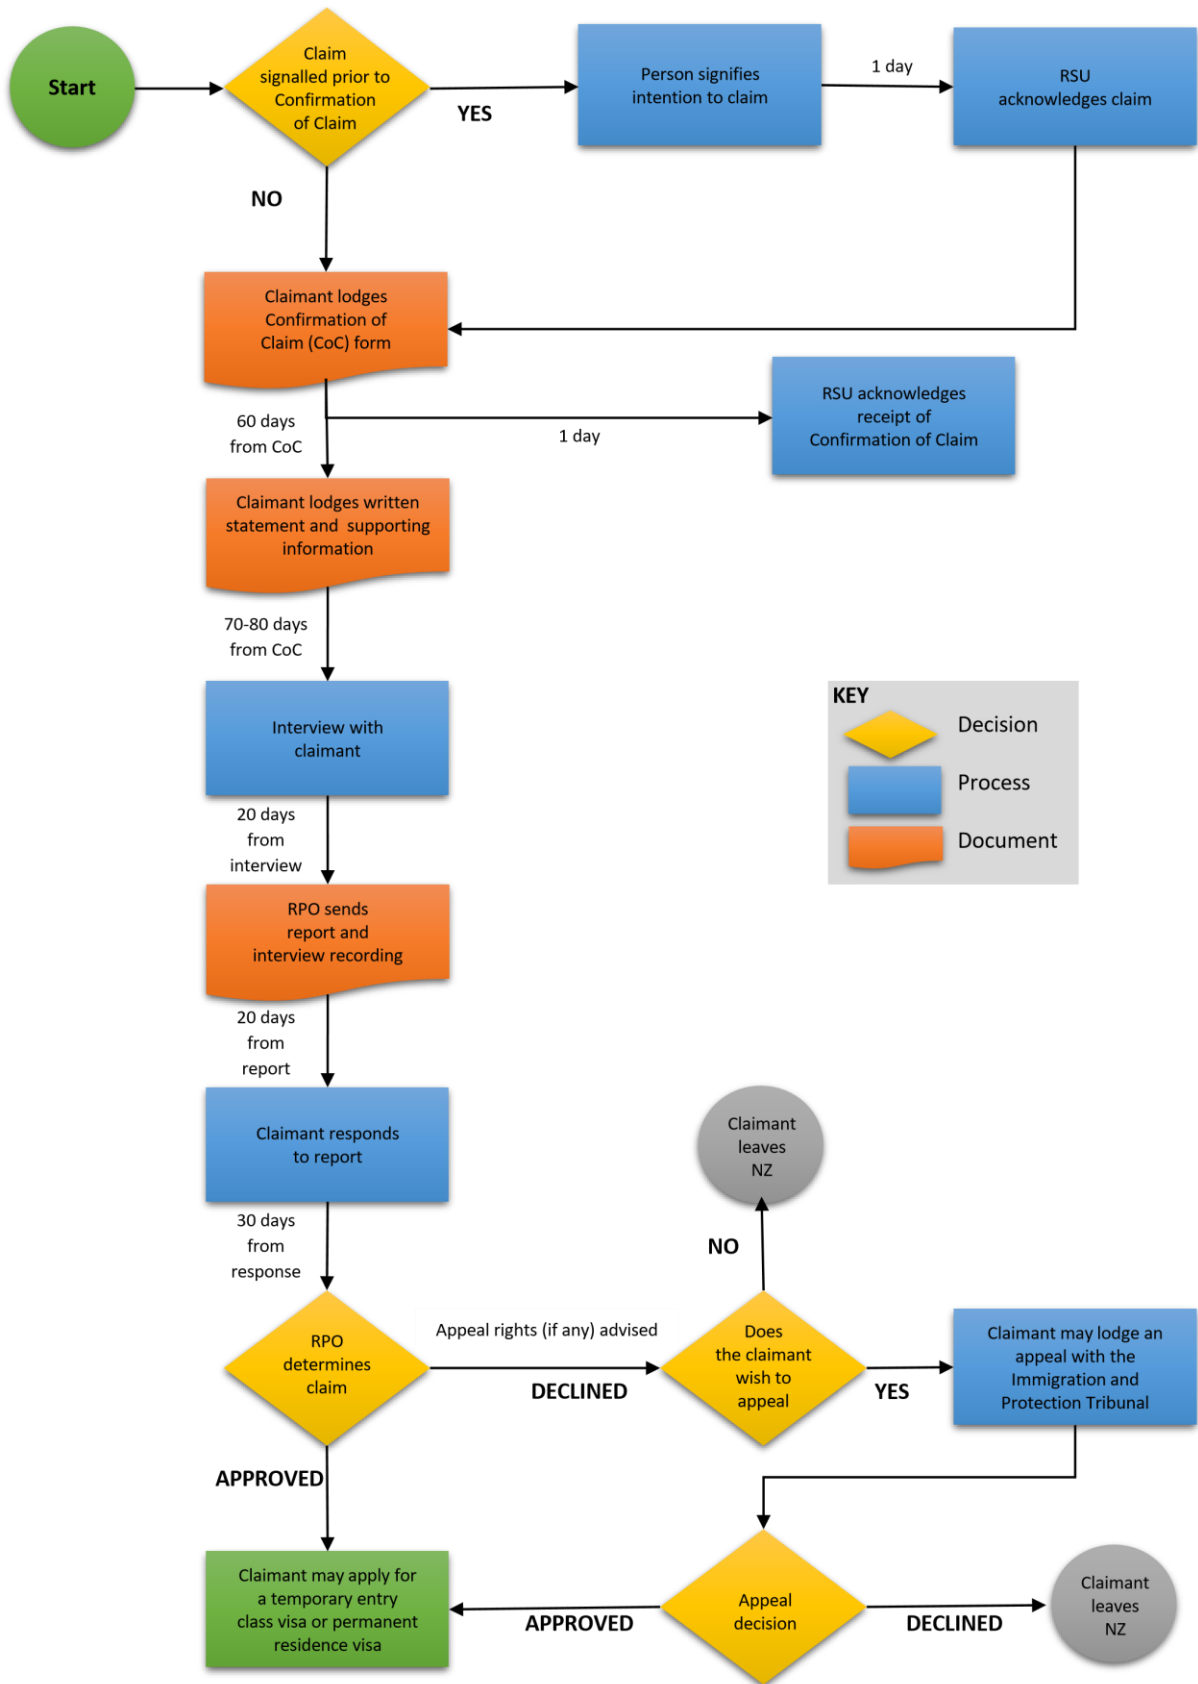 Start
Claim
signalled prior to
Confirmation
of Claim
YES
Person signifies
intention to claim
1 day
RSU
acknowledges claim
NO
Claimant lodges
Confirmation of
Claim (CoC) form
60 days
from CoC
1 day
RSU acknowledges
receipt of
Confirmation of Claim
Claimant lodges written
statement and supporting
information
70-80 days
from CoC
Interview with
claimant
KEY
Decision
Process
Document
20 days
from
interview
RPO sends
report and
interview recording
20 days
from
report
Claimant responds
to report
Claimant
leaves
NZ
30 days
from
response
NO
RPO
determines
claim
Appeal rights (if any) advised
DECLINED
Does
the claimant
wish to
appeal
YES
Claimant may lodge an
appeal with the
Immigration and
Protection Tribunal
APPROVED
Claimant may apply for
a temporary entry
class visa or permanent
residence visa
APPROVED
Appeal
decision
DECLINED
Claimant
leaves
NZ